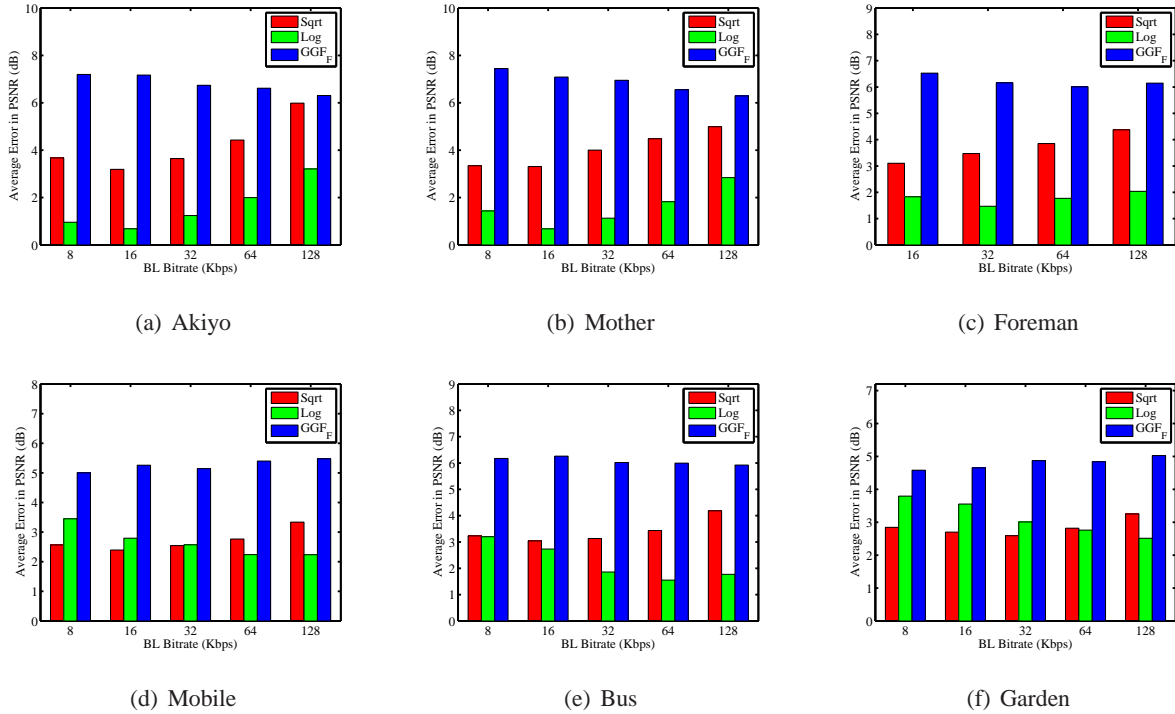 10
8
6
4
2
0
Average Error in PSNR (dB)
Sqrt
Log
GGF_F
8 16 32 64 128
BL Bitrate (Kbps)
(a) Akiyo
10
8
6
4
2
0
Average Error in PSNR (dB)
Sqrt
Log
GGF_F
8 16 32 64 128
BL Bitrate (Kbps)
(b) Mother
9
8
7
6
5
4
3
2
1
0
Average Error in PSNR (dB)
Sqrt
Log
GGF_F
16 32 64 128
BL Bitrate (Kbps)
(c) Foreman
8
7
6
5
4
3
2
1
0
Average Error in PSNR (dB)
Sqrt
Log
GGF_F
8 16 32 64 128
BL Bitrate (Kbps)
(d) Mobile
9
8
7
6
5
4
3
2
1
0
Average Error in PSNR (dB)
Sqrt
Log
GGF_F
8 16 32 64 128
BL Bitrate (Kbps)
(e) Bus
7
6
5
4
3
2
1
0
Average Error in PSNR (dB)
Sqrt
Log
GGF_F
8 16 32 64 128
BL Bitrate (Kbps)
(f) Garden